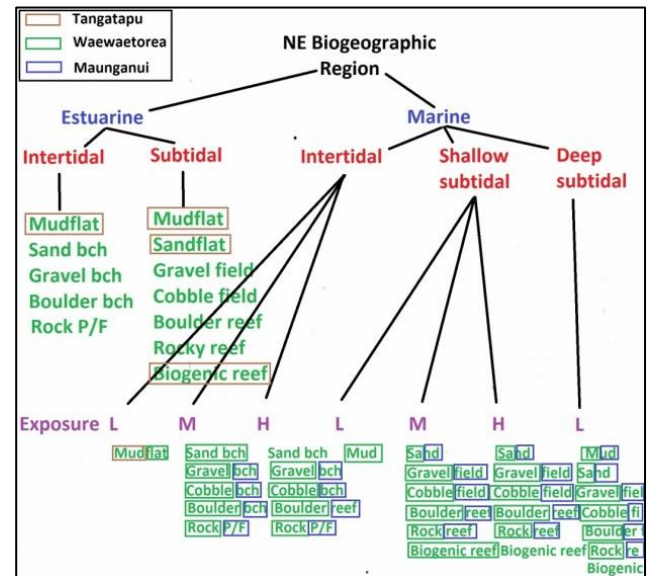 Tangatapu
Waewaetorea
Maunganui
NE Biogeographic
Region
Estuarine
Marine
Intertidal
Subtidal
Intertidal
Shallow
subtidal
Deep
subtidal
Mudflat
Sand bch
Gravel bch
Boulder bch
Rock P/F
Mudflat
Sandflat
Gravel field
Cobble field
Boulder reef
Rocky reef
Biogenic reef
Exposure L M H L M H L
Mudflat
Sand bch
Gravel bch
Cobble bch
Boulder bch
Rock P/F
Sand bch
Gravel bch
Cobble bch
Boulder reef
Rock P/F
Mud
Sand
Gravel field
Cobble field
Boulder reef
Rock reef
Biogenic reef
Sand
Gravel field
Cobble field
Boulder reef
Rock reef
Biogenic reef
Mud
Sand
Gravel fiel
Cobble fi
Boulder
Rock re
Biogenic